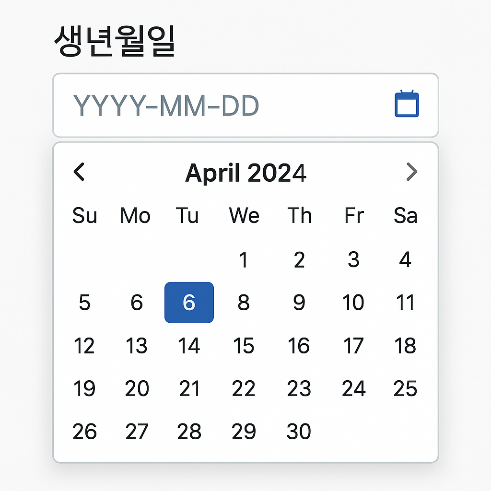 생년월일
YYYY-MM-DD
April 2024
Su Mo Tu We Th Fr Sa
1 2 3 4
5 6 6 8 9 10 11
12 13 14 15 16 17 18
19 20 21 22 23 24 25
26 27 28 29 30